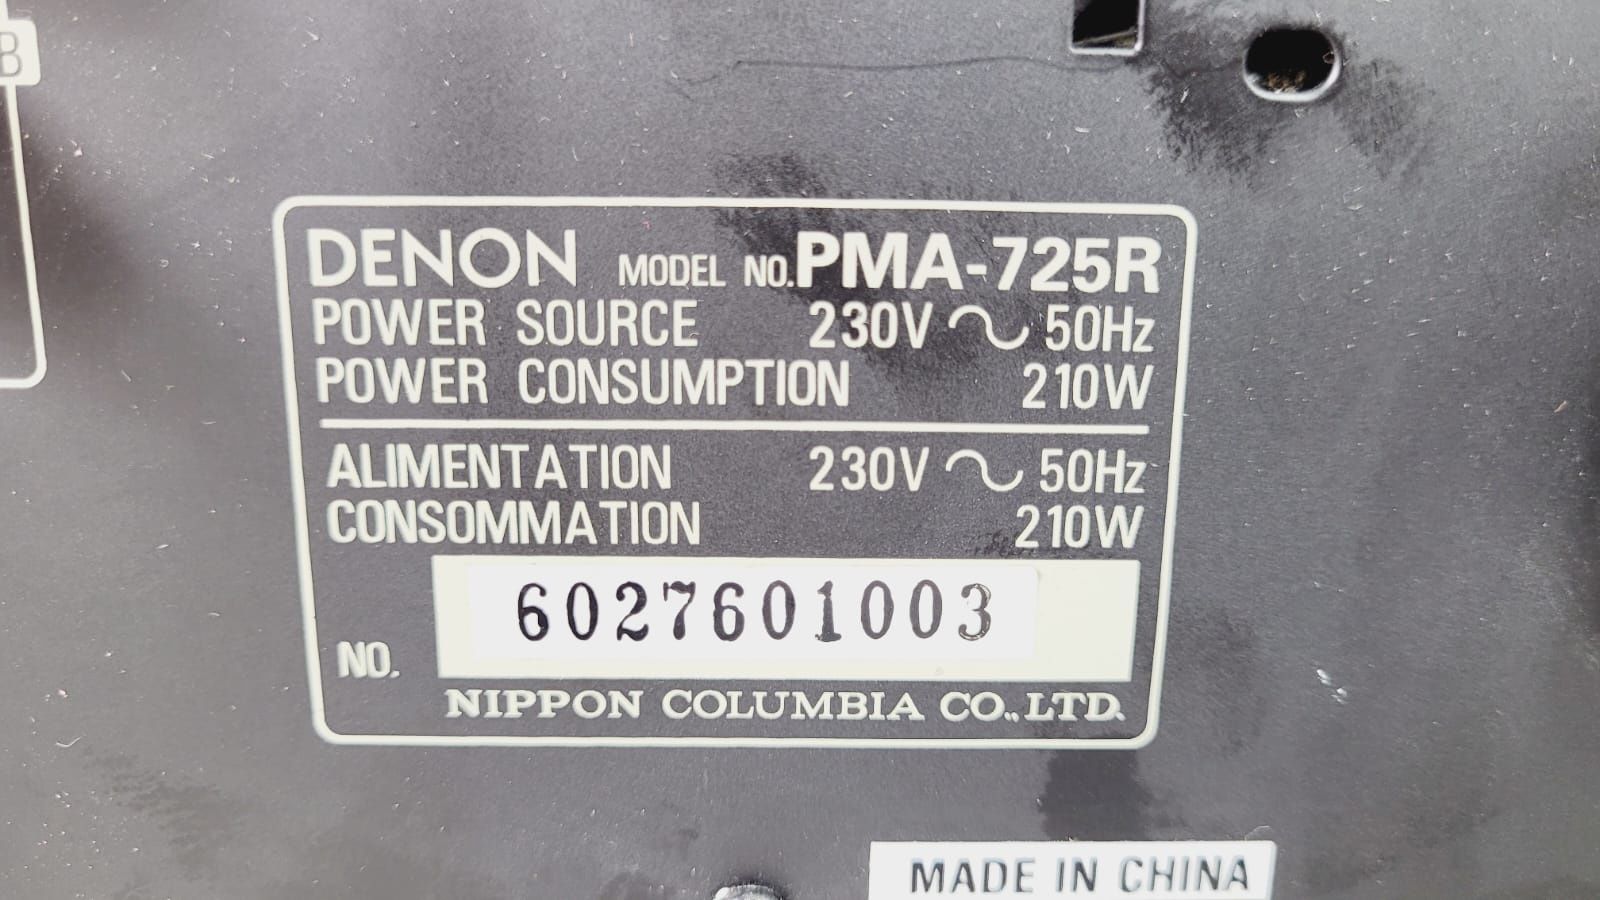 B
DENON MODEL NO. PMA-725R
POWER SOURCE 230V ∿ 50Hz
POWER CONSUMPTION 210W
ALIMENTATION 230V ∿ 50Hz
CONSOMMATION 210W
6027601003
NO.
NIPPON COLUMBIA CO., LTD.
MADE IN CHINA